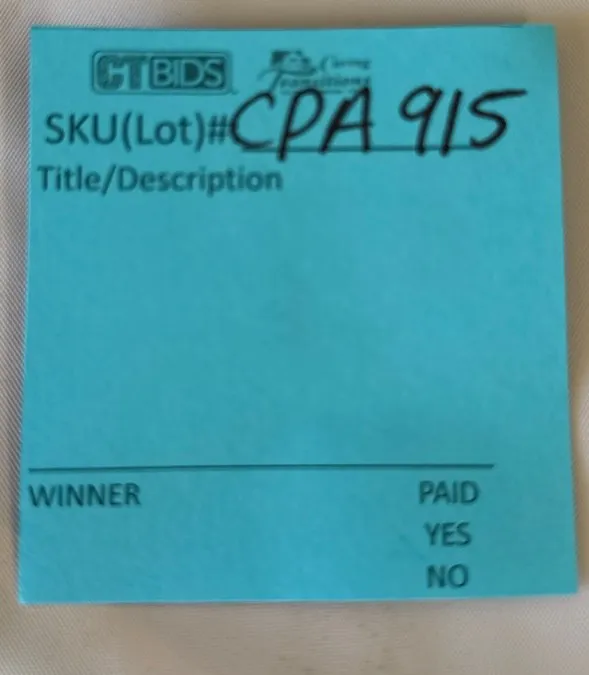 CTBIDS Caring
Transitions
SKU(Lot)# CPA 915
Title/Description
WINNER PAID
YES
NO